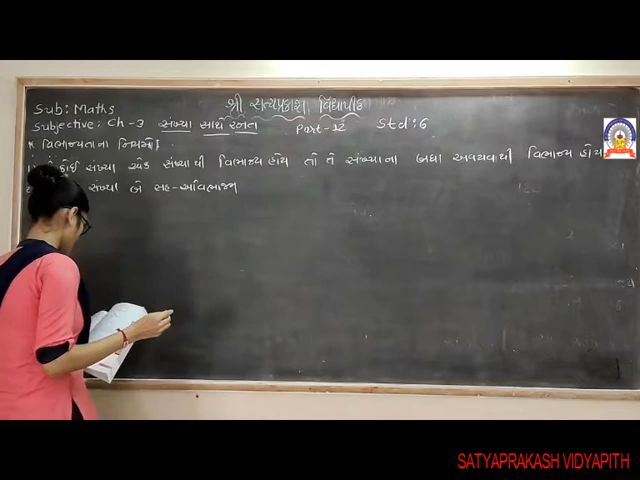 શ્રી સત્યપ્રકાશ વિદ્યાપીઠ
Sub: Maths
Subjective: Ch-3 સંખ્યા સાથે રમત Part-12 Std:6
* વિભાજ્યતાના નિયમો:
કોઈ સંખ્યા એક સંખ્યાથી વિભાજ્ય હોય તો તે સંખ્યાના બધા અવયવોથી વિભાજ્ય હોય
સંખ્યા બે સહ-અવિભાજ્ય
SATYAPRAKASH VIDYAPITH